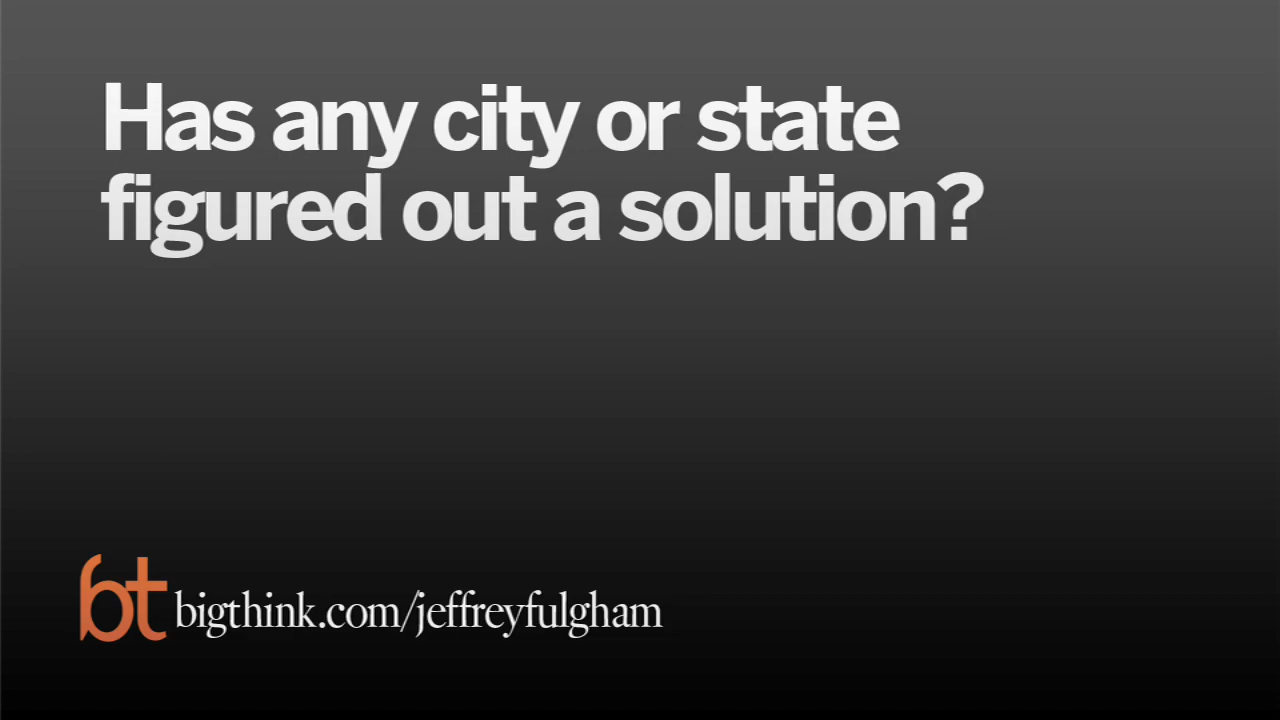 Has any city or state
figured out a solution?
bt bigthink.com/jeffreyfulgham